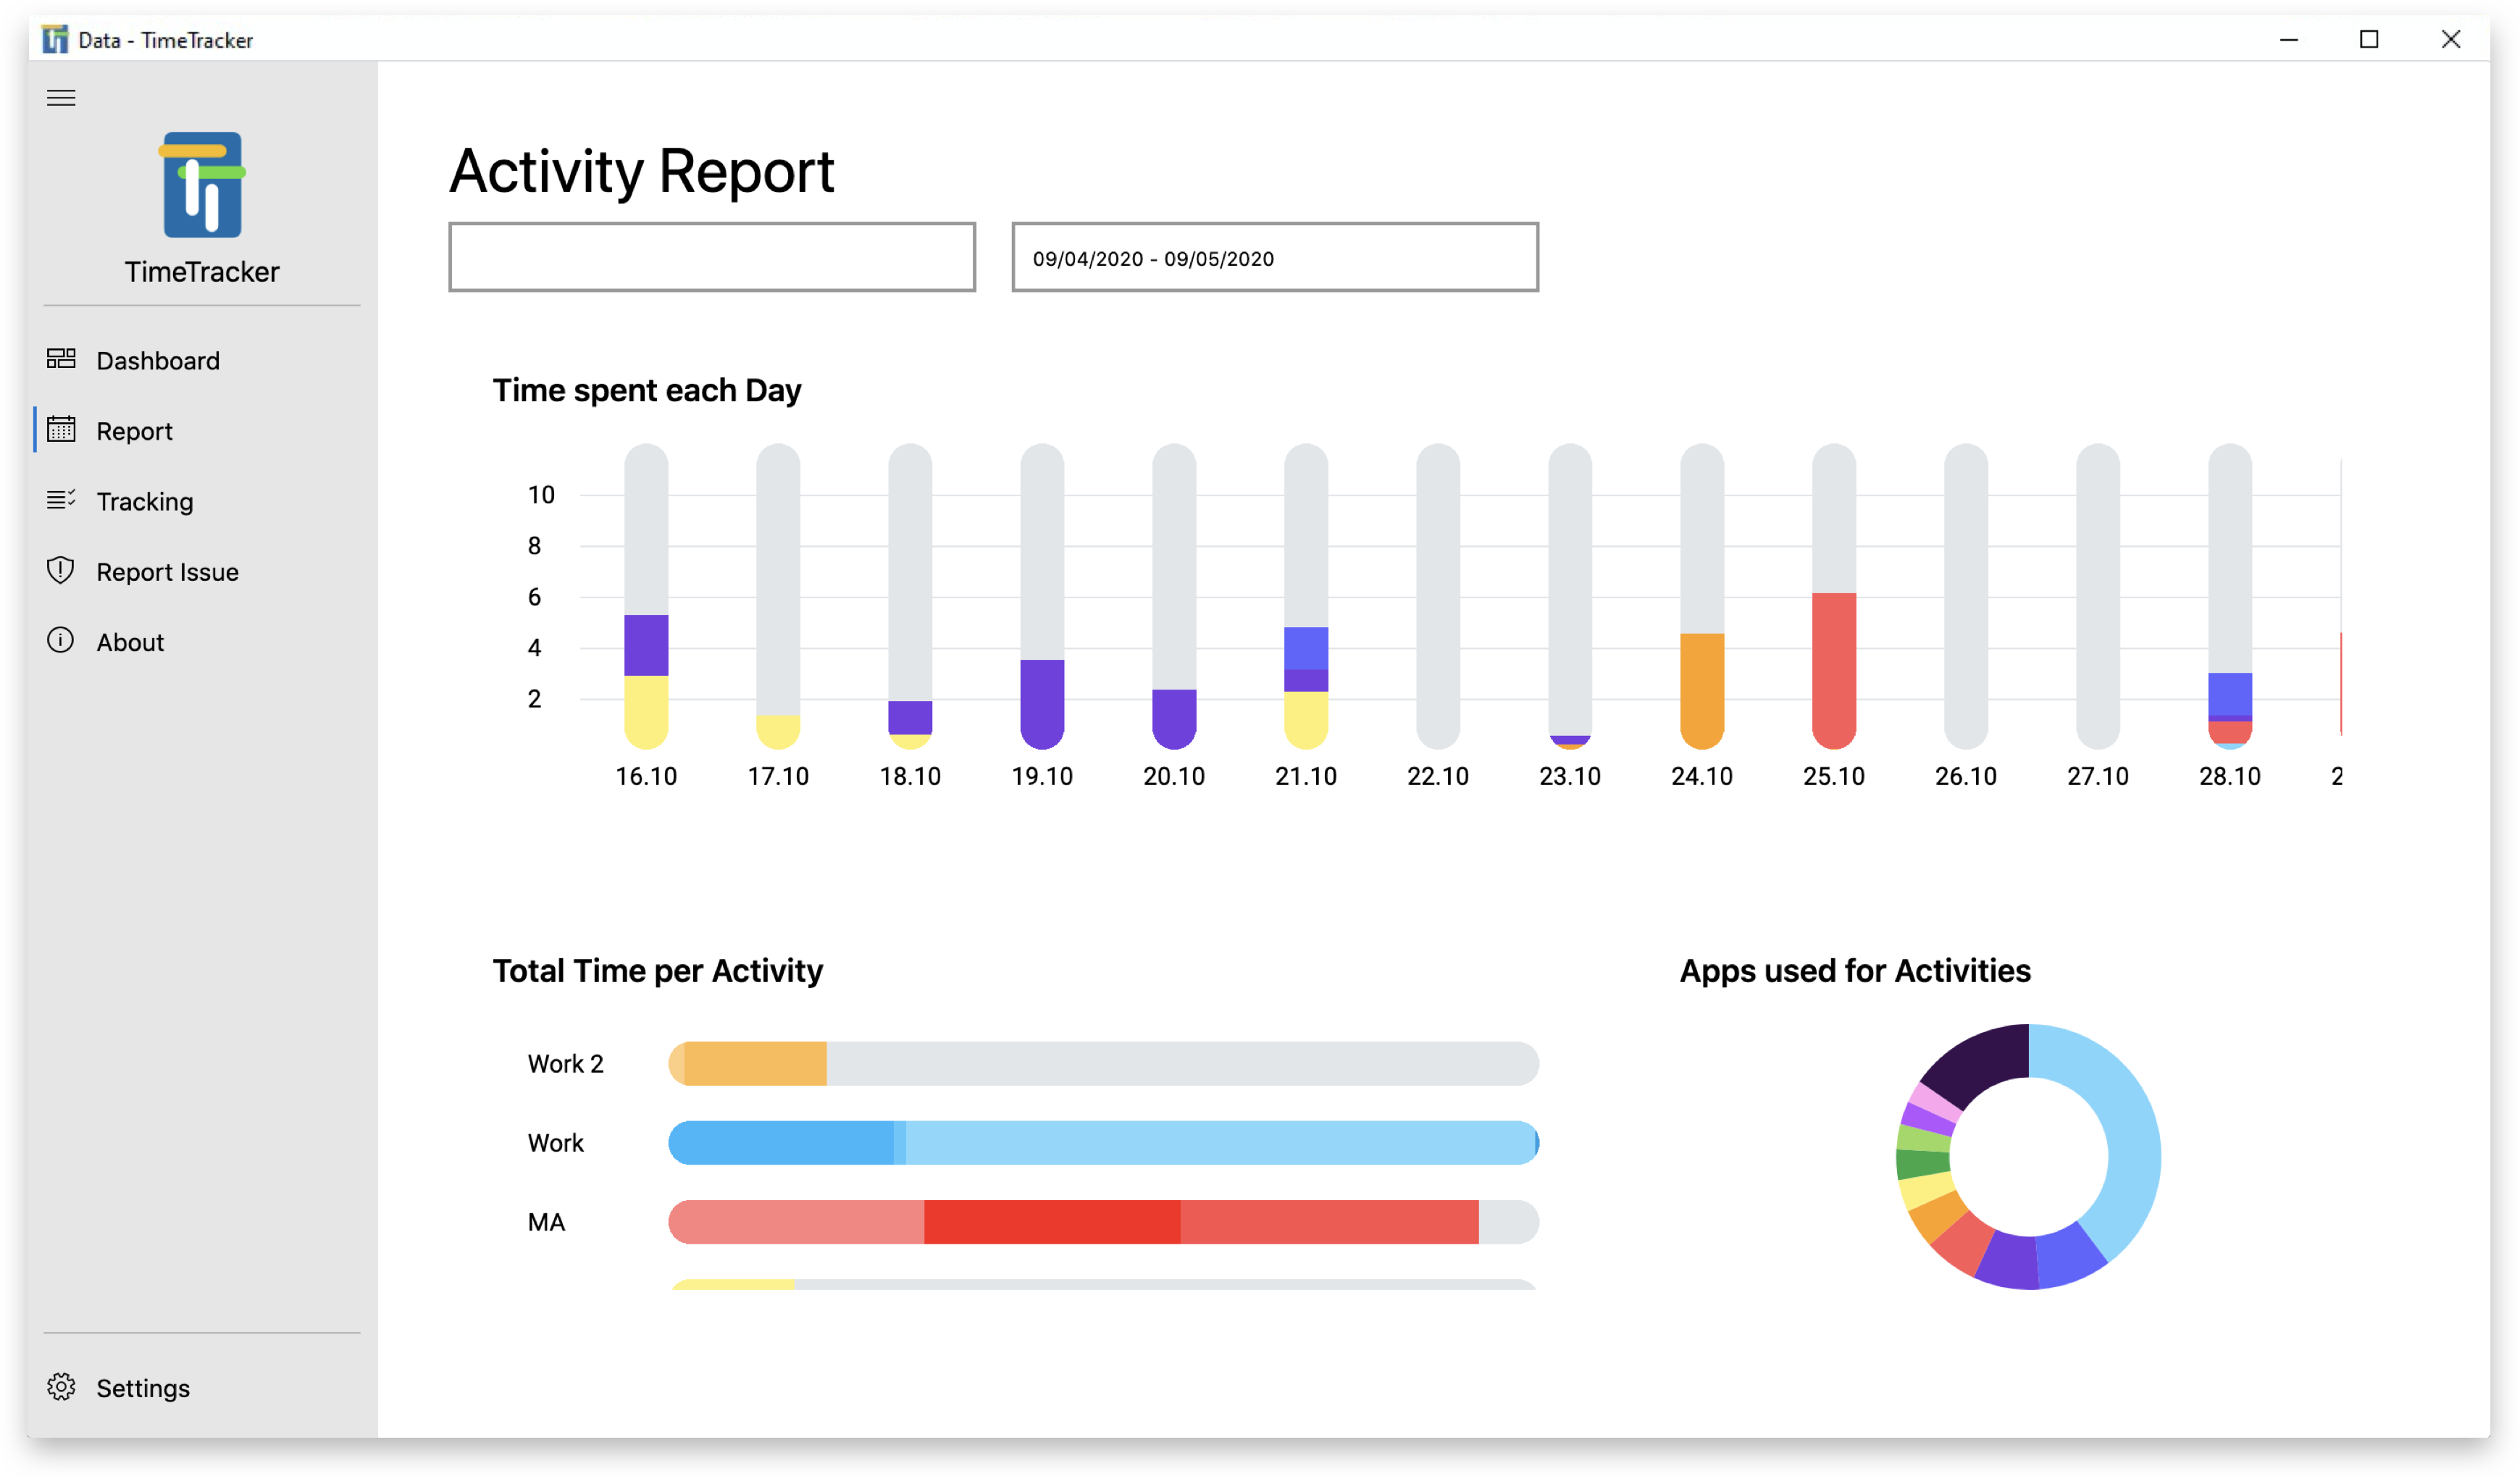 Data - TimeTracker
TimeTracker
Dashboard
Report
Tracking
Report Issue
About
Settings
Activity Report
09/04/2020 - 09/05/2020
Time spent each Day
10
8
6
4
2
16.10 17.10 18.10 19.10 20.10 21.10 22.10 23.10 24.10 25.10 26.10 27.10 28.10 2
Total Time per Activity
Work 2
Work
MA
Apps used for Activities